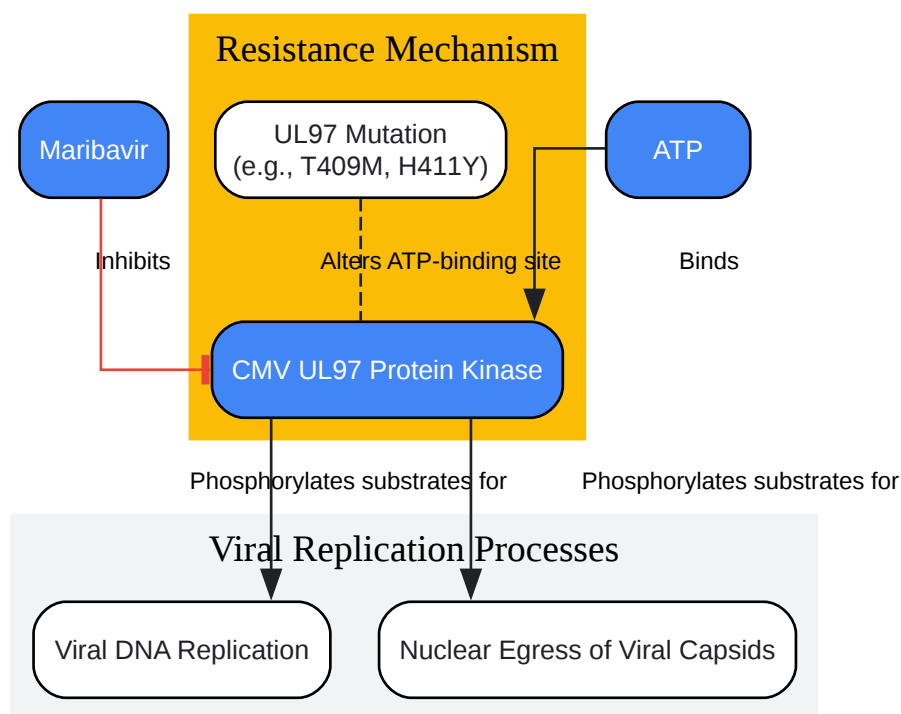 Resistance Mechanism
Maribavir
UL97 Mutation
(e.g., T409M, H411Y)
ATP
Inhibits
Alters ATP-binding site
Binds
CMV UL97 Protein Kinase
Phosphorylates substrates for
Phosphorylates substrates for
Viral Replication Processes
Viral DNA Replication
Nuclear Egress of Viral Capsids